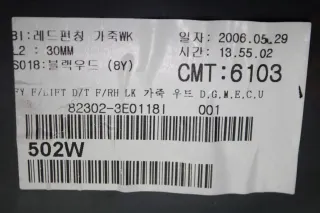 BI:레드펀칭 가죽WK
일자: 2006.05.29
L2 : 30MM
시간: 13.55.02
S018:블랙우드 (8Y)
CMT:6103
FY F/LIFT D/T F/RH LK 가죽 우드 D,G,M,E,C,U
82302-3E0118I 001
502W